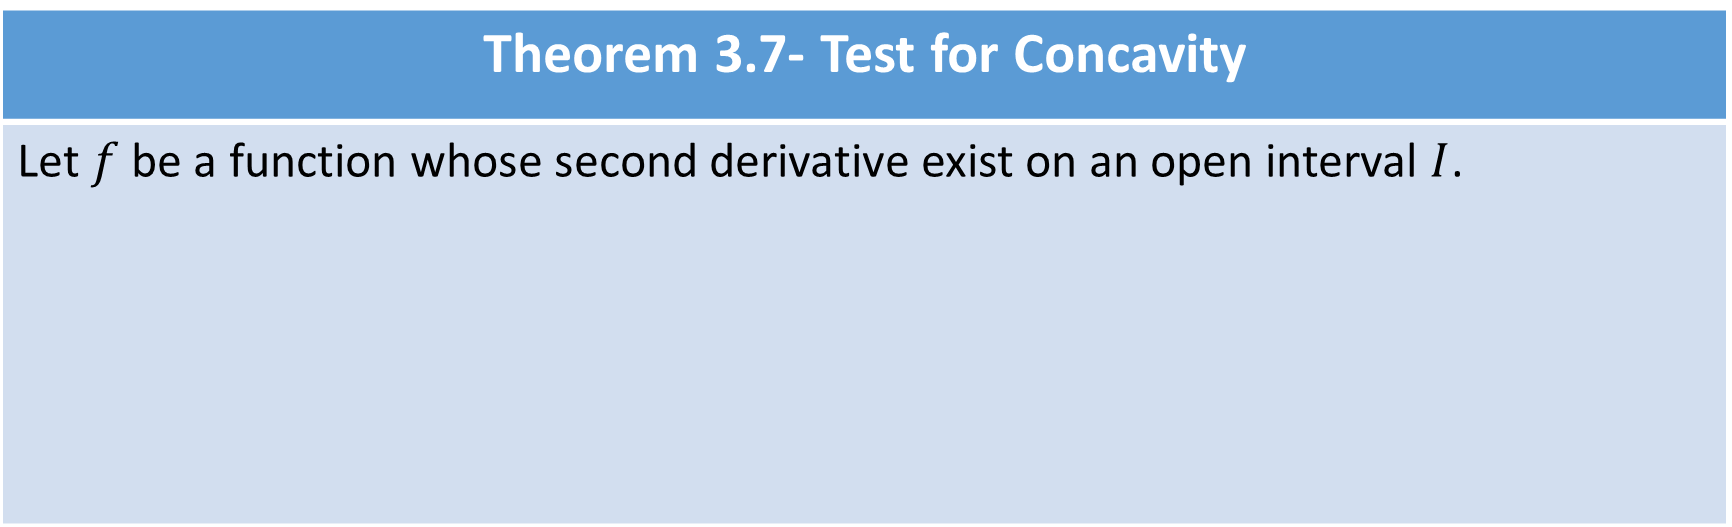 Theorem 3.7- Test for Concavity
Let 𝑓 be a function whose second derivative exist on an open interval 𝐼.